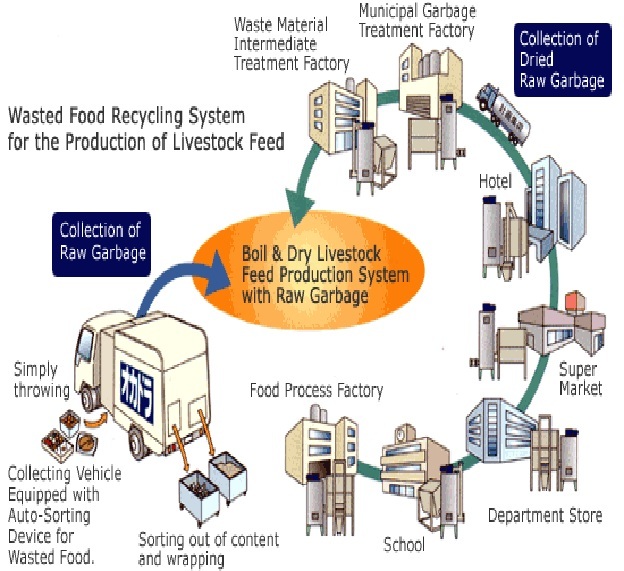 Waste Material
Intermediate
Treatment Factory
Municipal Garbage
Treatment Factory
Collection of
Dried
Raw Garbage
Wasted Food Recycling System
for the Production of Livestock Feed
Hotel
Collection of
Raw Garbage
Boil & Dry Livestock
Feed Production System
with Raw Garbage
オカドラ
Simply
throwing
Super
Market
Food Process Factory
Collecting Vehicle
Equipped with
Auto-Sorting
Device for
Wasted Food.
Sorting out of content
and wrapping
School
Department Store